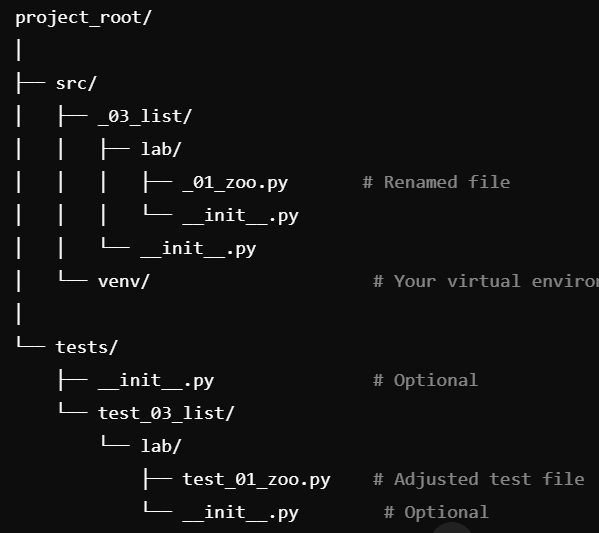 project_root/
│
├── src/
│   ├── _03_list/
│   │   ├── lab/
│   │   │   ├── _01_zoo.py       # Renamed file
│   │   │   └── __init__.py
│   │   └── __init__.py
│   └── venv/                     # Your virtual environ
│
└── tests/
    ├── __init__.py               # Optional
    └── test_03_list/
        └── lab/
            ├── test_01_zoo.py    # Adjusted test file
            └── __init__.py        # Optional